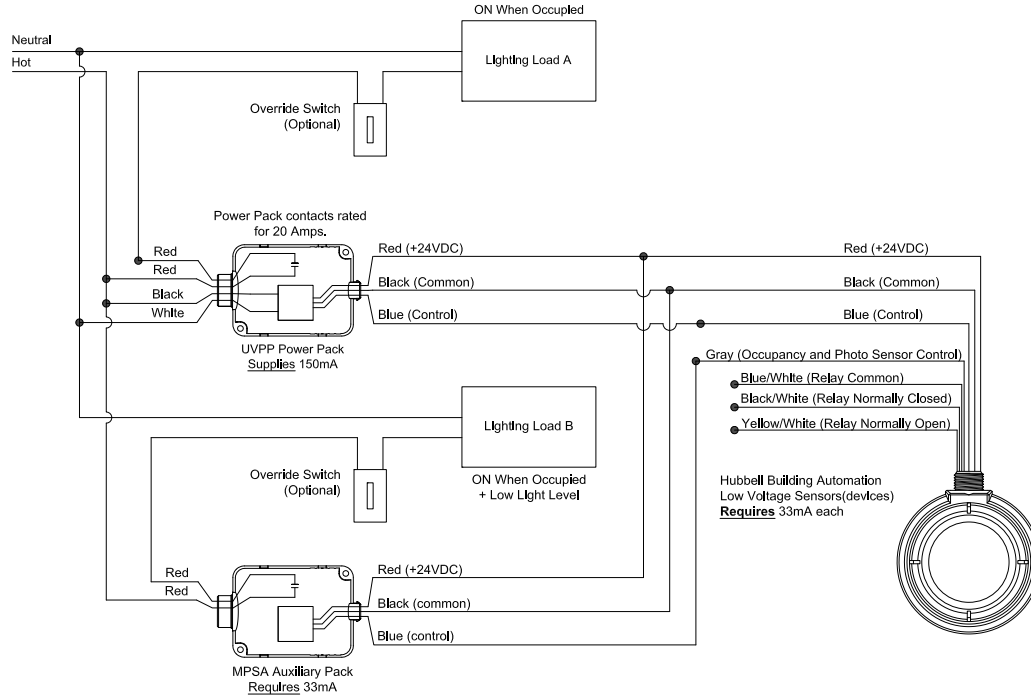 ON When Occupied
Neutral
Hot
Lighting Load A
Override Switch
(Optional)
Power Pack contacts rated
for 20 Amps.
Red
Red
Black
White
Red (+24VDC)
Black (Common)
Blue (Control)
Red (+24VDC)
Black (Common)
Blue (Control)
UVPP Power Pack
Supplies 150mA
Gray (Occupancy and Photo Sensor Control)
Blue/White (Relay Common)
Black/White (Relay Normally Closed)
Yellow/White (Relay Normally Open)
Lighting Load B
Override Switch
(Optional)
ON When Occupied
+ Low Light Level
Hubbell Building Automation
Low Voltage Sensors(devices)
Requires 33mA each
Red
Red
Red (+24VDC)
Black (common)
Blue (control)
MPSA Auxiliary Pack
Requires 33mA